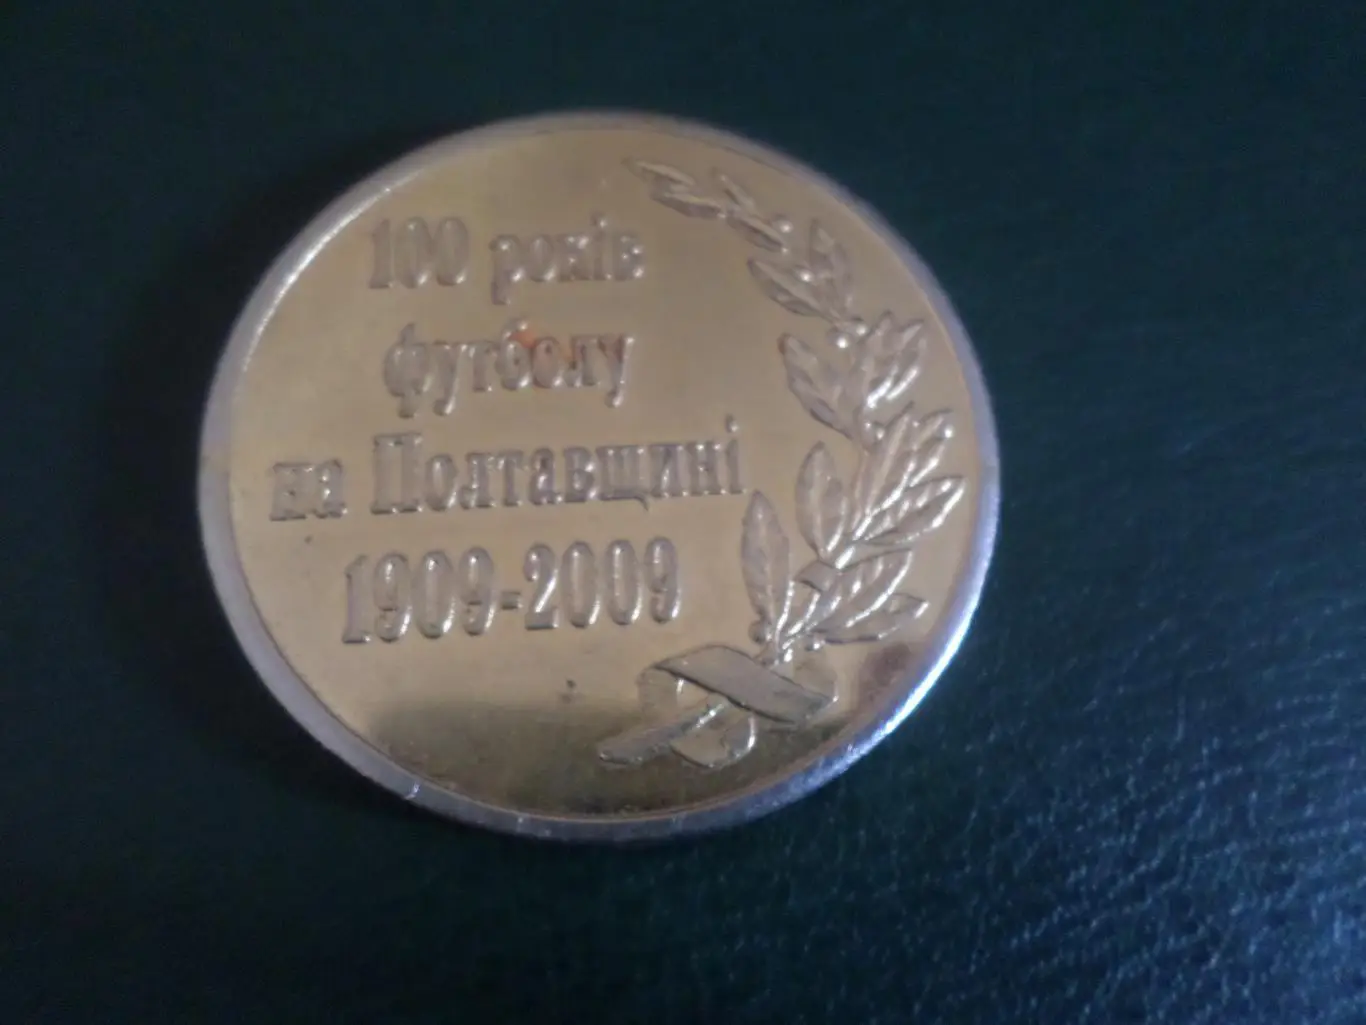 100 років
футболу
на Полтавщині
1909-2009